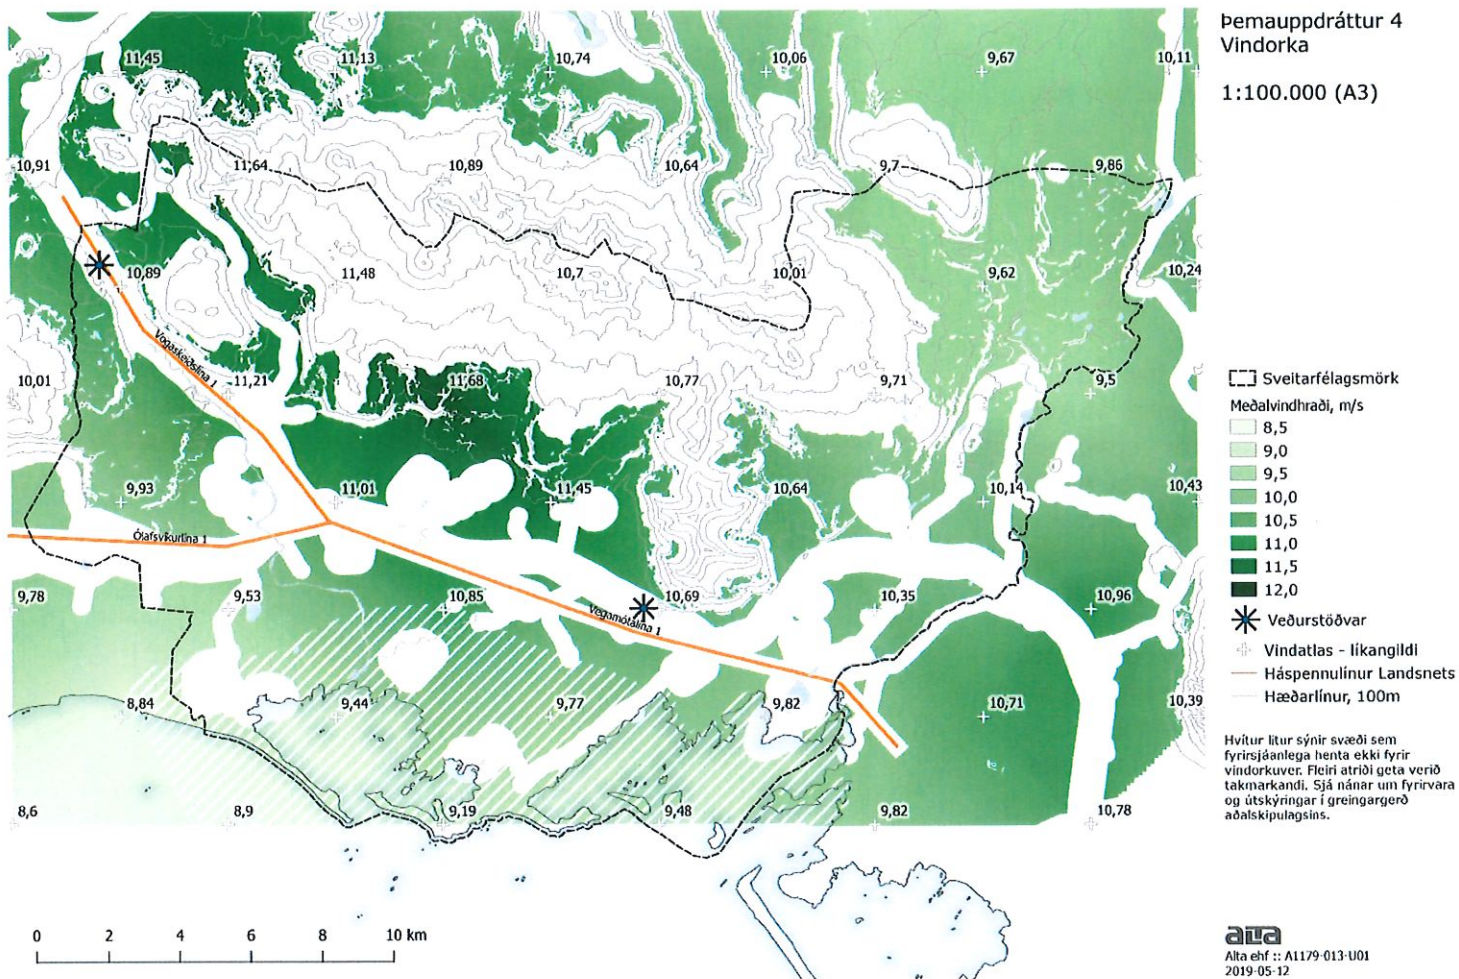 Þemauppdráttur 4
Vindorka
1:100.000 (A3)
11,45
11,13
10,74
10,06
9,67
10,11
10,91
11,64
10,89
10,64
9,7
9,86
10,89
11,48
10,7
10,01
9,62
10,24
Vogaskeiðslína 1
10,01
11,21
11,68
10,77
9,71
9,5
Sveitarfélagsmörk
Meðalvindhraði, m/s
8,5
9,0
9,5
10,0
10,5
11,0
11,5
12,0
9,93
11,01
11,45
10,64
10,14
10,43
Ólafsvíkurlína 1
9,78
9,53
10,85
10,69
10,35
10,96
Vegamótalína 1
Veðurstöðvar
Vindatlas - líkangildi
Háspennulínur Landsnets
Hæðarlínur, 100m
8,84
9,44
9,77
9,82
10,71
10,39
Hvítur litur sýnir svæði sem
fyrirsjáanlega henta ekki fyrir
vindorkuver. Fleiri atriði geta verið
takmarkandi. Sjá nánar um fyrirvara
og útskýringar í greingargerð
aðalskipulagsins.
8,6
8,9
9,19
9,48
9,82
10,78
0 2 4 6 8 10 km
alta
Alta ehf :: A1179-013-U01
2019-05-12